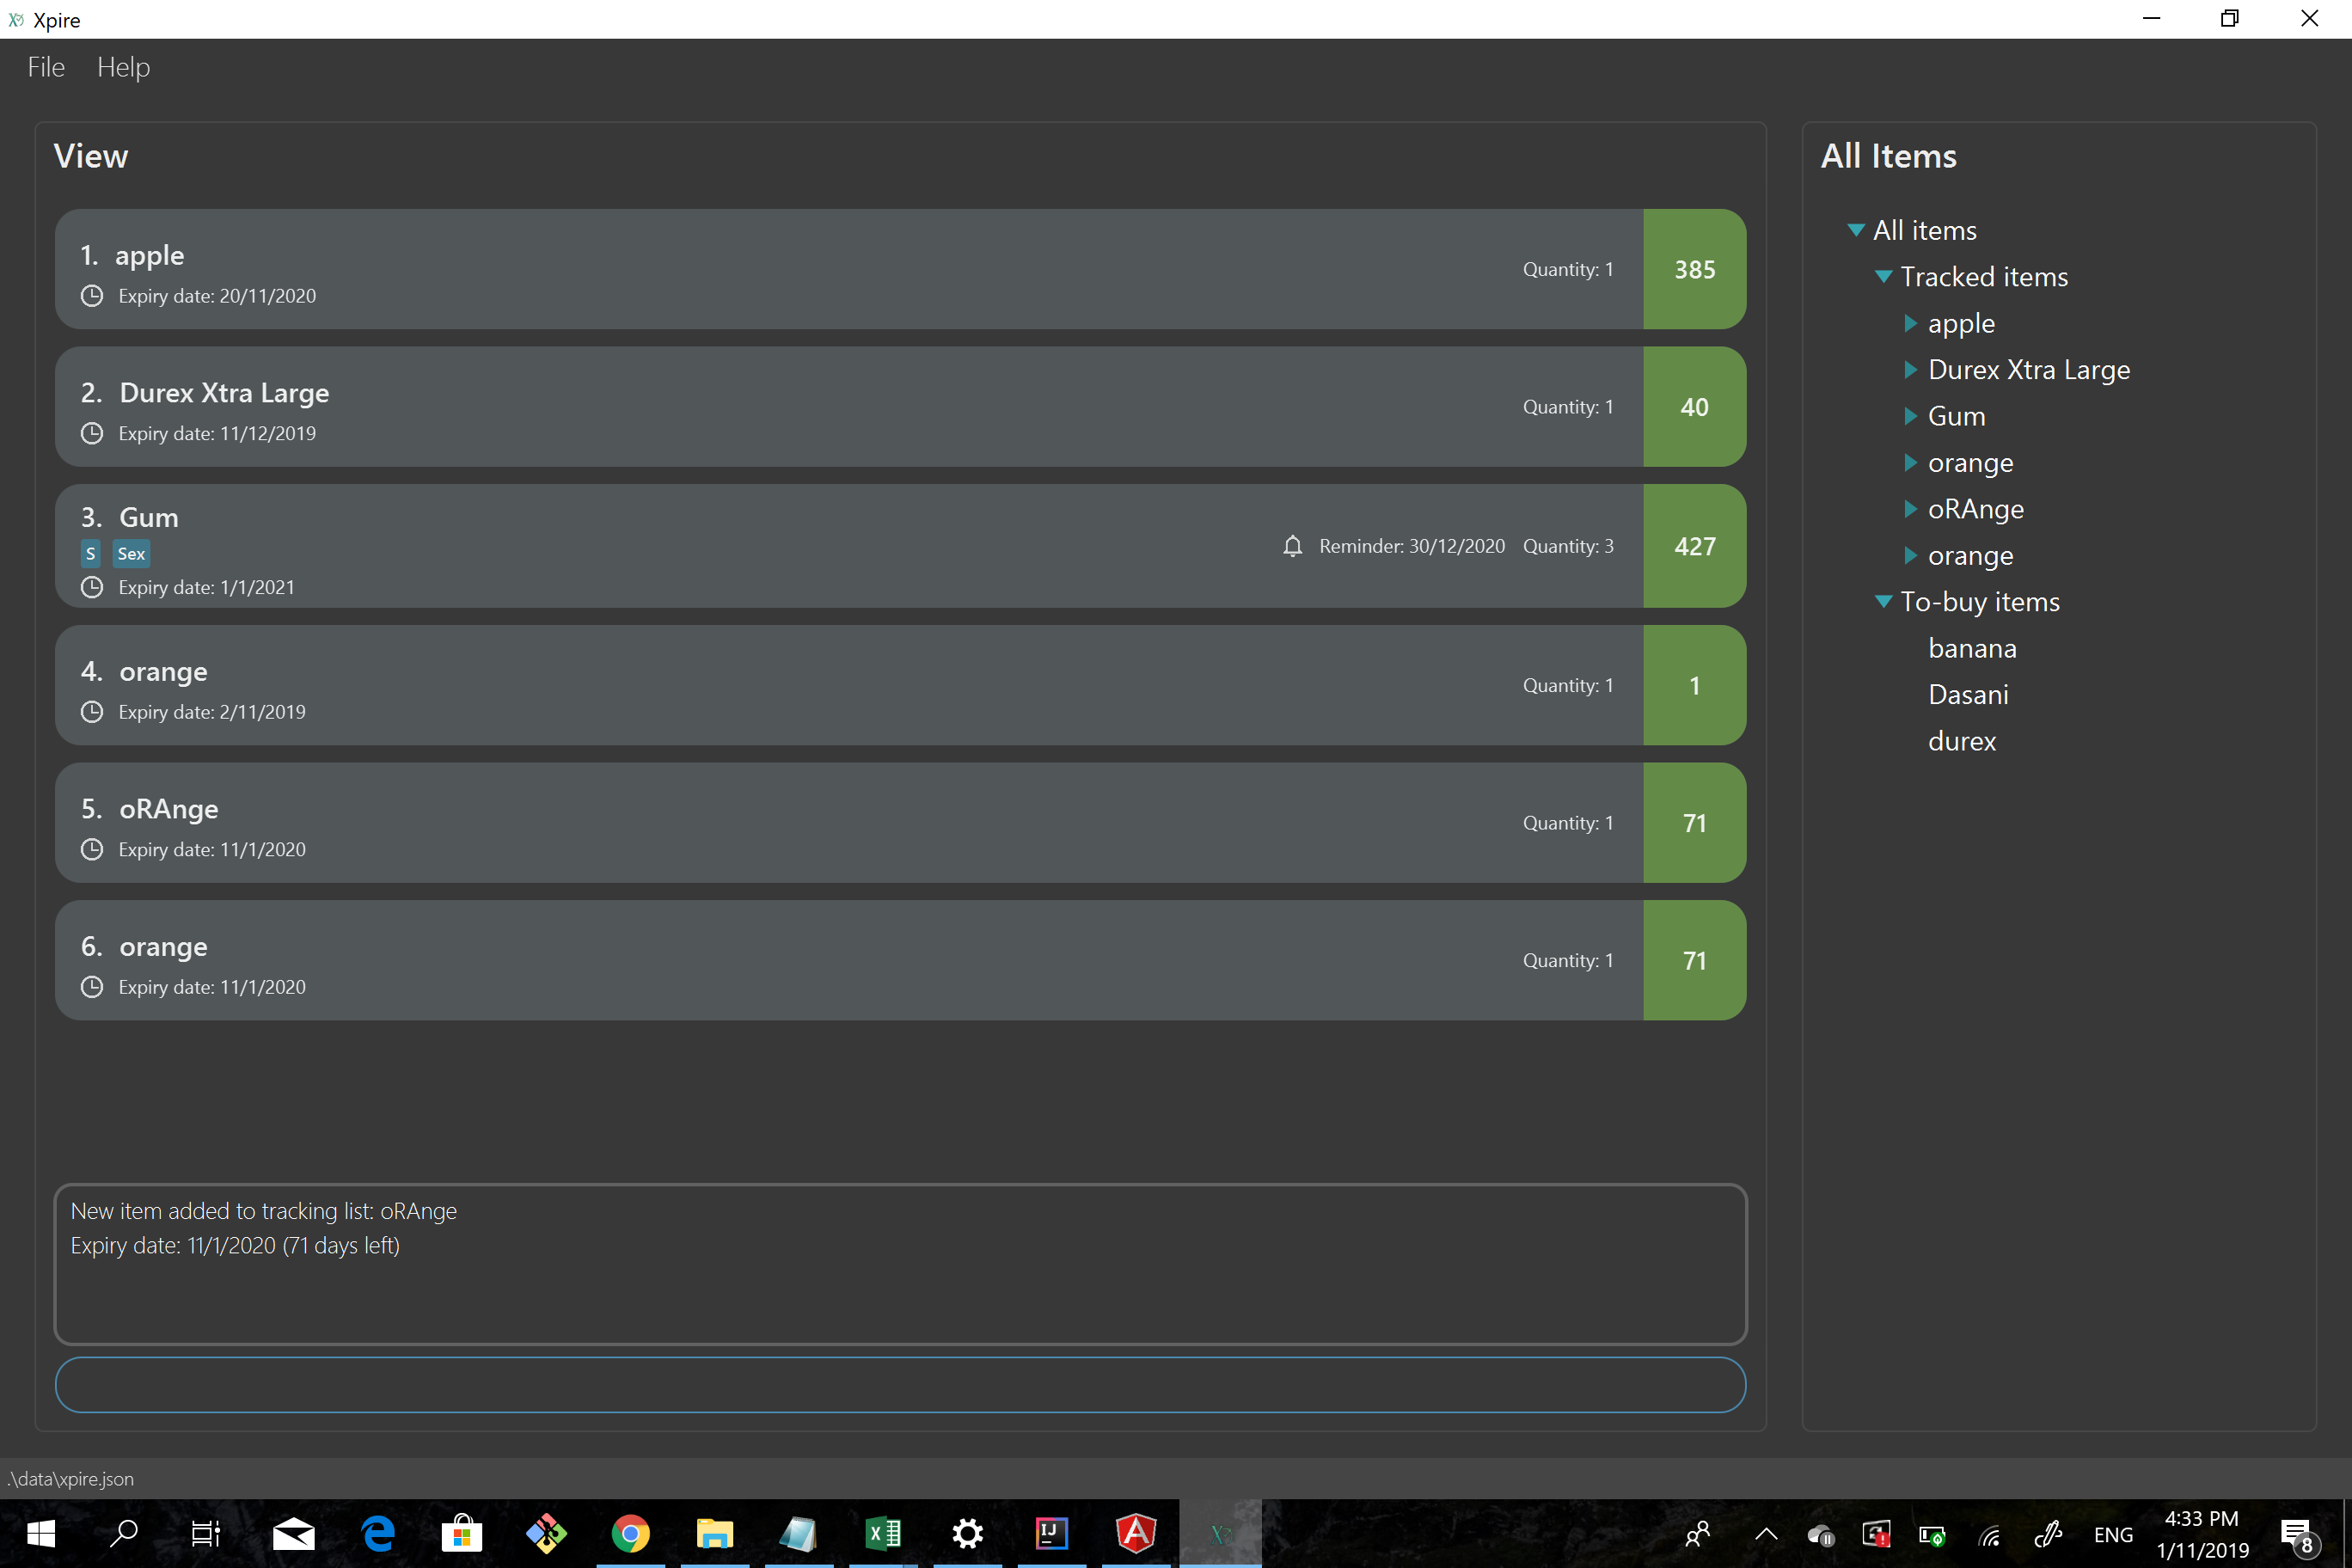 Xpire
File Help
View
1. apple
Expiry date: 20/11/2020
Quantity: 1
385
2. Durex Xtra Large
Expiry date: 11/12/2019
Quantity: 1
40
3. Gum
S Sex
Expiry date: 1/1/2021
Reminder: 30/12/2020 Quantity: 3
427
4. orange
Expiry date: 2/11/2019
Quantity: 1
1
5. oRAnge
Expiry date: 11/1/2020
Quantity: 1
71
6. orange
Expiry date: 11/1/2020
Quantity: 1
71
New item added to tracking list: oRAnge
Expiry date: 11/1/2020 (71 days left)
All Items
All items
Tracked items
apple
Durex Xtra Large
Gum
orange
oRAnge
orange
To-buy items
banana
Dasani
durex
.\data\xpire.json
ENG
4:33 PM
1/11/2019
8